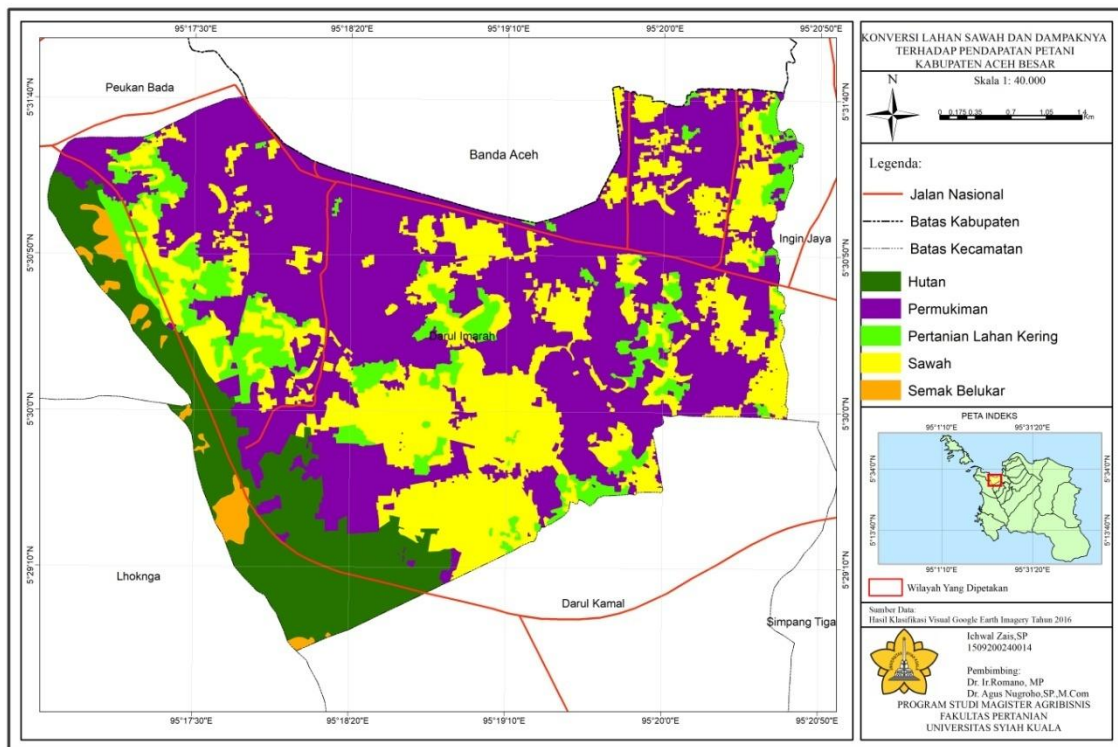 95°17'30"E
95°18'20"E
95°19'10"E
95°20'0"E
95°20'50"E
5°31'40"N
5°30'50"N
5°30'0"N
5°29'10"N
Peukan Bada
Banda Aceh
Ingin Jaya
Darul Imarah
Lhoknga
Darul Kamal
Simpang Tiga
5°31'40"N
5°30'50"N
5°30'0"N
5°29'10"N
95°17'30"E
95°18'20"E
95°19'10"E
95°20'0"E
95°20'50"E
KONVERSI LAHAN SAWAH DAN DAMPAKNYA
TERHADAP PENDAPATAN PETANI
KABUPATEN ACEH BESAR
N
Skala 1: 40.000
0 0.175 0.35 0.7 1.05 1.4
Km
Legenda:
Jalan Nasional
Batas Kabupaten
Batas Kecamatan
Hutan
Permukiman
Pertanian Lahan Kering
Sawah
Semak Belukar
PETA INDEKS
95°1'10"E
95°31'20"E
5°34'0"N
5°13'40"N
5°34'0"N
5°13'40"N
95°1'10"E
95°31'20"E
Wilayah Yang Dipetakan
Sumber Data:
Hasil Klasifikasi Visual Google Earth Imagery Tahun 2016
Ichwal Zais,SP
1509200240014
Pembimbing:
Dr. Ir.Romano, MP
Dr. Agus Nugroho,SP.,M.Com
PROGRAM STUDI MAGISTER AGRIBISNIS
FAKULTAS PERTANIAN
UNIVERSITAS SYIAH KUALA